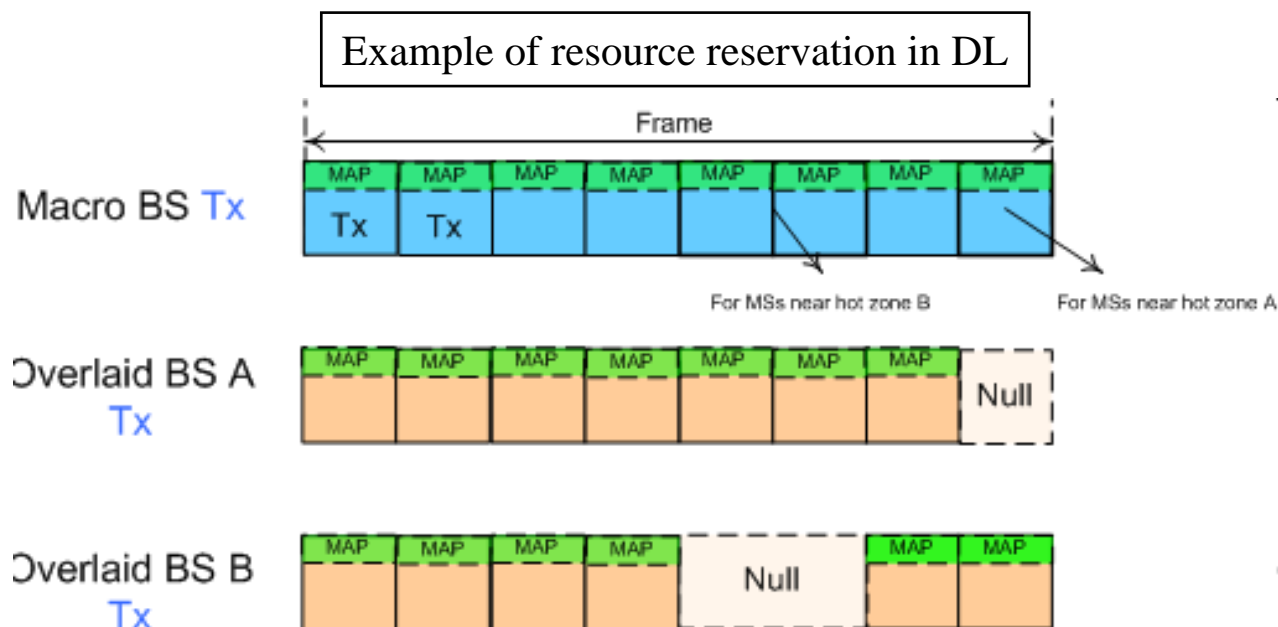 Example of resource reservation in DL
Frame
MAP MAP MAP MAP MAP MAP MAP MAP
Macro BS Tx
Tx Tx
For MSs near hot zone B For MSs near hot zone A
MAP MAP MAP MAP MAP MAP MAP
Overlaid BS A
Tx
Null
MAP MAP MAP MAP MAP MAP
Overlaid BS B
Tx
Null